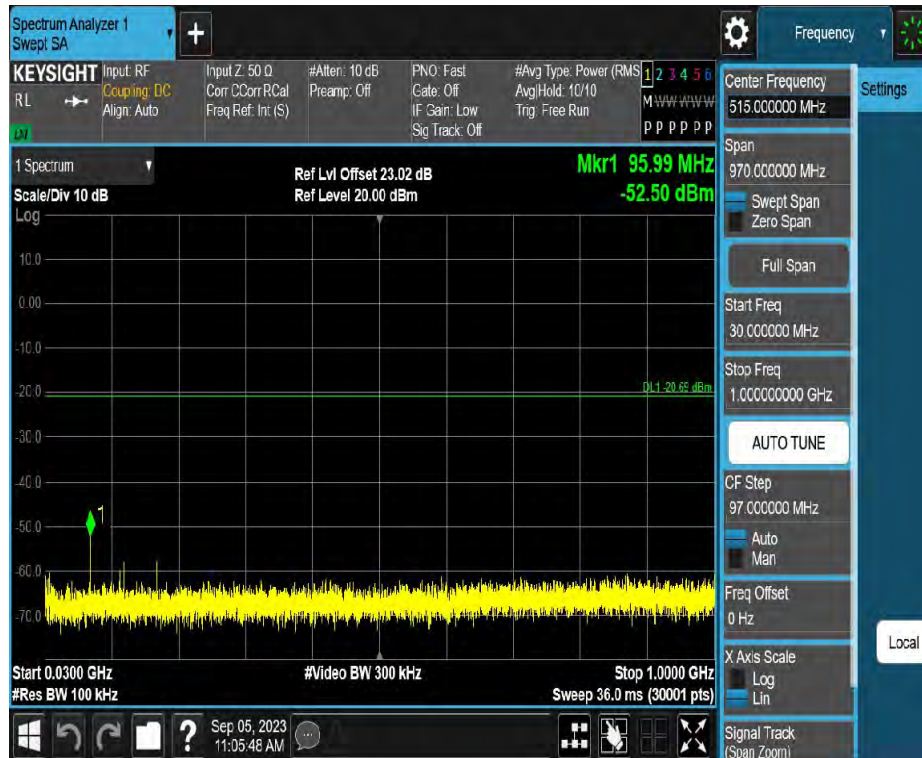 Spectrum Analyzer 1
Swept SA
+
Frequency
KEYSIGHT
RL
Input: RF
Coupling: DC
Align: Auto
Input Z: 50 Ω
Corr CCorr RCal
Freq Ref: Int (S)
#Atten: 10 dB
Preamp: Off
PNO: Fast
Gate: Off
IF Gain: Low
Sig Track: Off
#Avg Type: Power (RMS
Avg|Hold: 10/10
Trig: Free Run
1 2 3 4 5 6
M W W W W W
P P P P P P
Center Frequency
515.000000 MHz
Settings
1 Spectrum
Scale/Div 10 dB
Log
Ref Lvl Offset 23.02 dB
Ref Level 20.00 dBm
Mkr1 95.99 MHz
-52.50 dBm
Span
970.000000 MHz
Swept Span
Zero Span
Full Span
Start Freq
30.000000 MHz
Stop Freq
1.000000000 GHz
AUTO TUNE
CF Step
97.000000 MHz
Auto
Man
Freq Offset
0 Hz
X Axis Scale
Log
Lin
Signal Track
(Span Zoom)
Local
10.0
0.00
-10.0
-20.0
DL1 -20.69 dBm
-30.0
-40.0
-50.0
1
-60.0
-70.0
Start 0.0300 GHz
#Video BW 300 kHz
Stop 1.0000 GHz
#Res BW 100 kHz
Sweep 36.0 ms (30001 pts)
?
Sep 05, 2023
11:05:48 AM